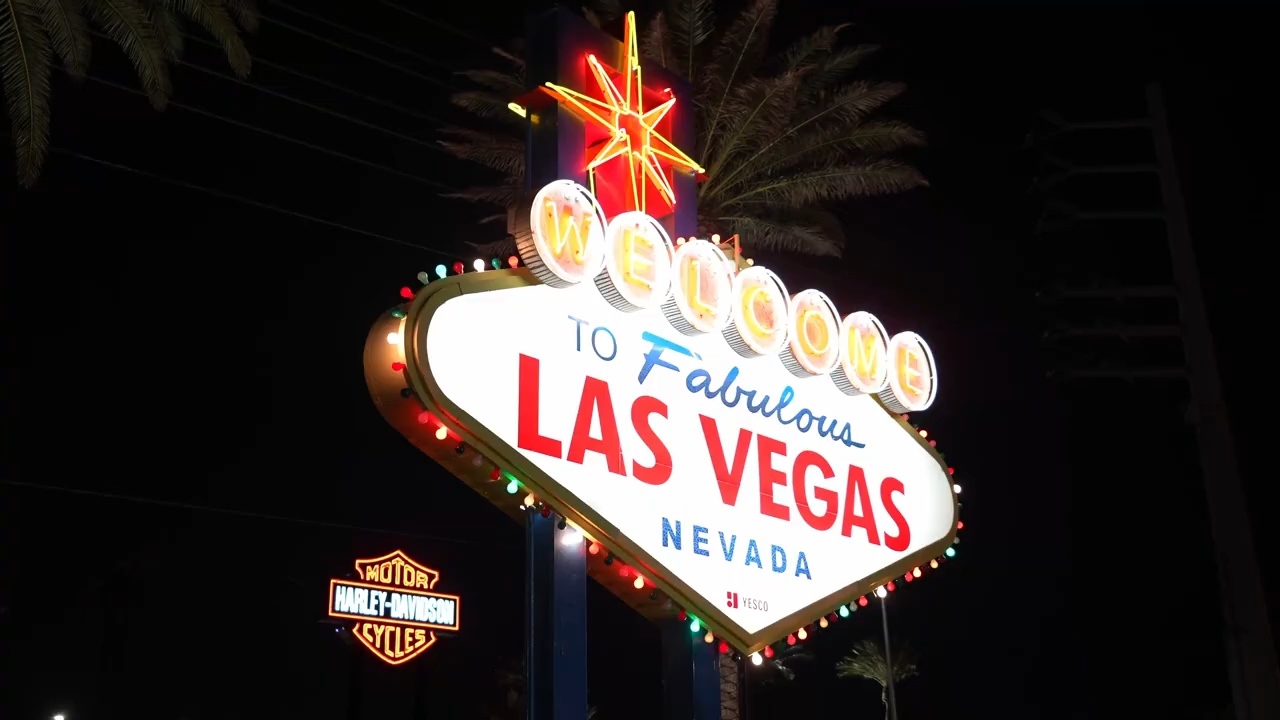 WELCOME
TO Fabulous
LAS VEGAS
NEVADA
YESCO
MOTOR
HARLEY-DAVIDSON
CYCLES